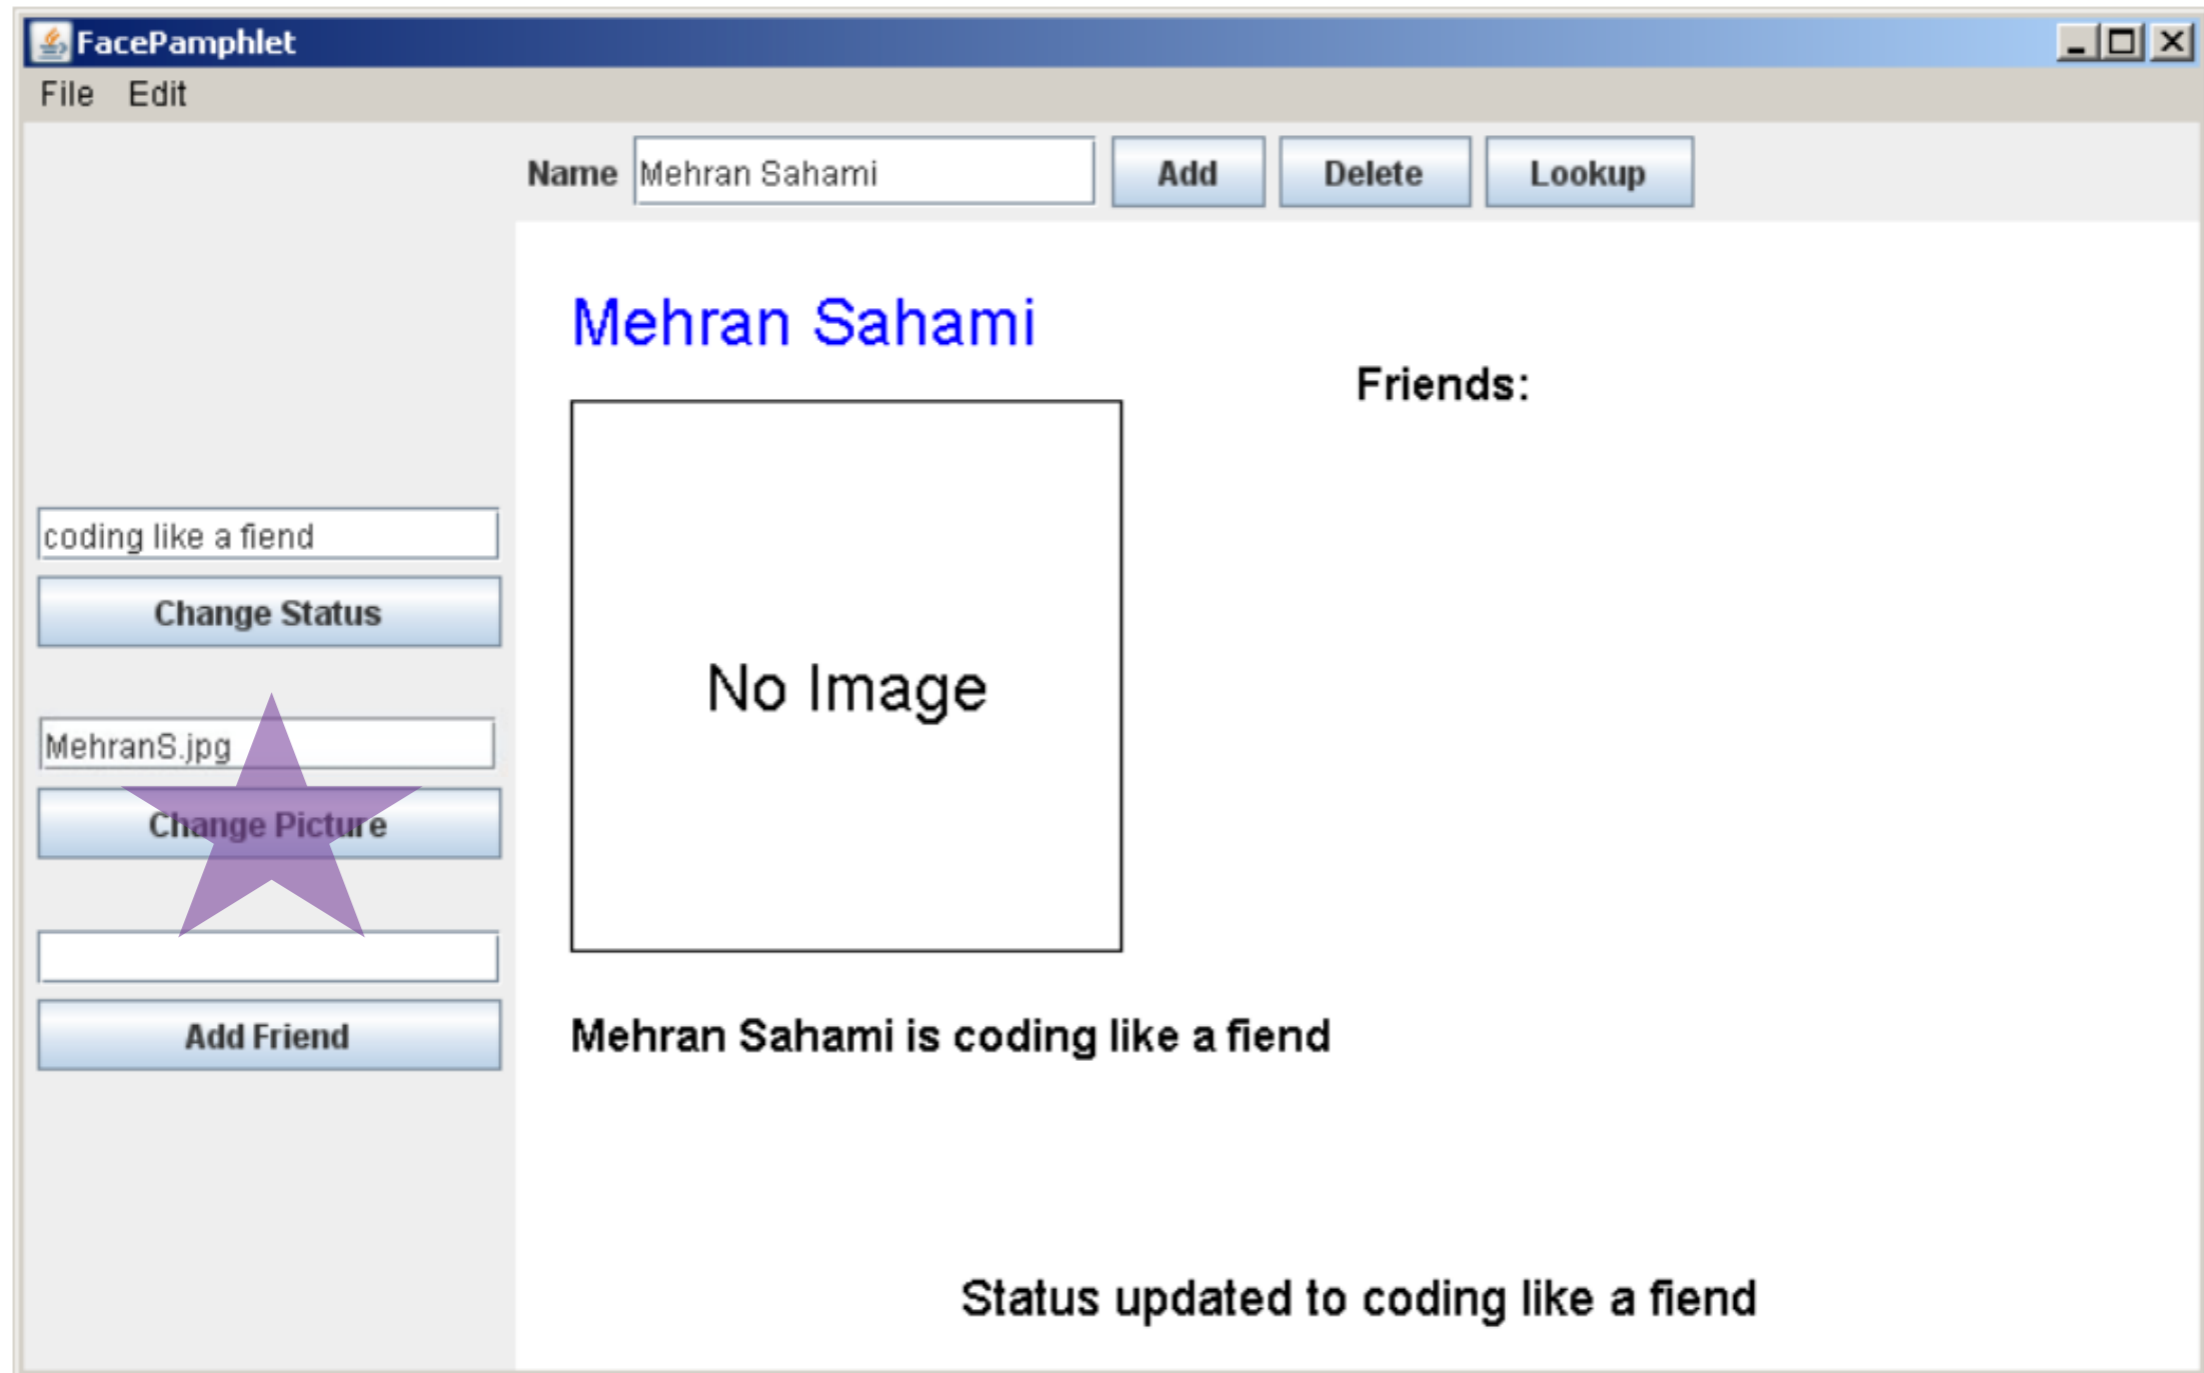 FacePamphlet
File Edit
Name Mehran Sahami Add Delete Lookup
Mehran Sahami
Friends:
coding like a fiend
Change Status
No Image
MehranS.jpg
Change Picture
Add Friend
Mehran Sahami is coding like a fiend
Status updated to coding like a fiend